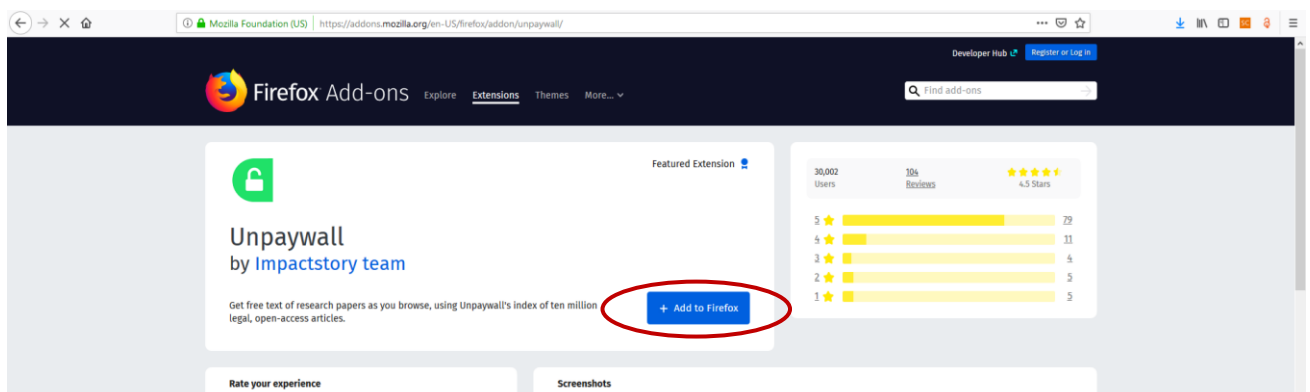 Mozilla Foundation (US) https://addons.mozilla.org/en-US/firefox/addon/unpaywall/
Developer Hub Register or Log in
Firefox Add-ons Explore Extensions Themes More...
Find add-ons
Featured Extension
Unpaywall
by Impactstory team
Get free text of research papers as you browse, using Unpaywall's index of ten million
legal, open-access articles.
+ Add to Firefox
30,002 104
Users Reviews 4.5 Stars
5 79
4 11
3 4
2 5
1 5
Rate your experience
Screenshots